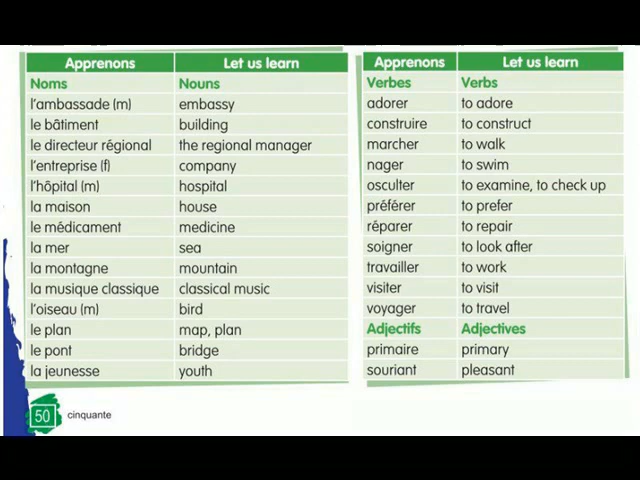 Apprenons Let us learn
Noms Nouns
l'ambassade (m) embassy
le bâtiment building
le directeur régional the regional manager
l'entreprise (f) company
l'hôpital (m) hospital
la maison house
le médicament medicine
la mer sea
la montagne mountain
la musique classique classical music
l'oiseau (m) bird
le plan map, plan
le pont bridge
la jeunesse youth
Apprenons Let us learn
Verbes Verbs
adorer to adore
construire to construct
marcher to walk
nager to swim
osculter to examine, to check up
préférer to prefer
réparer to repair
soigner to look after
travailler to work
visiter to visit
voyager to travel
Adjectifs Adjectives
primaire primary
souriant pleasant
50 cinquante